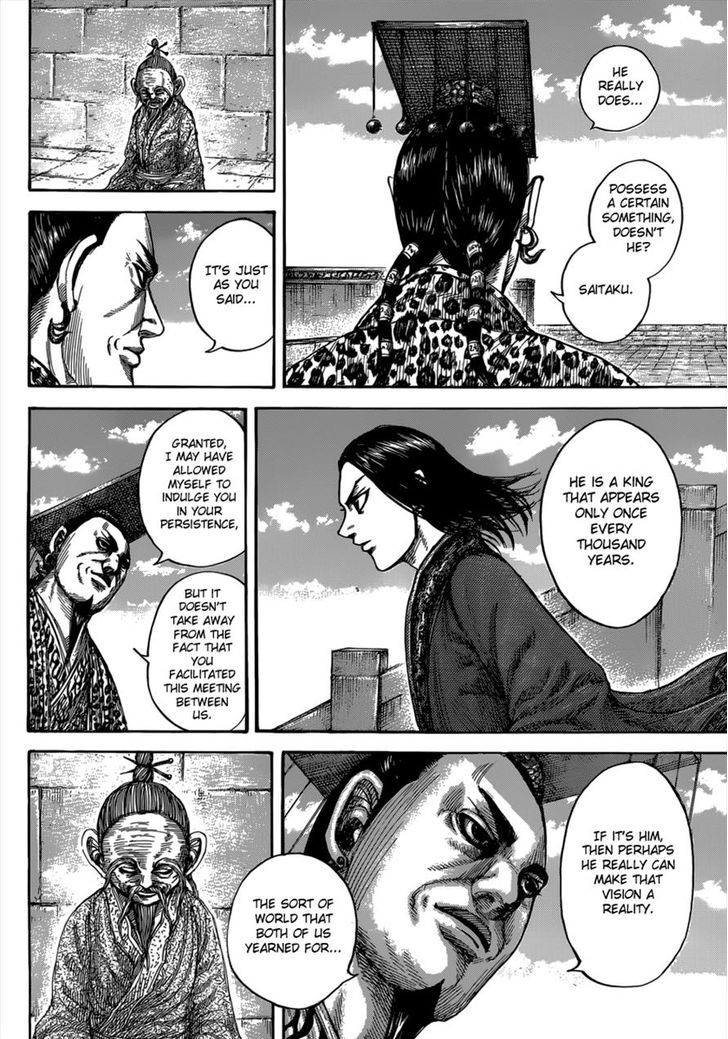 HE
REALLY
DOES...
POSSESS
A CERTAIN
SOMETHING,
DOESN'T
HE?
SAITAKU.
IT'S JUST
AS YOU
SAID...
HE IS A KING
THAT APPEARS
ONLY ONCE
EVERY
THOUSAND
YEARS.
GRANTED,
I MAY HAVE
ALLOWED
MYSELF TO
INDULGE YOU
IN YOUR
PERSISTENCE,
BUT IT
DOESN'T
TAKE AWAY
FROM THE
FACT THAT
YOU
FACILITATED
THIS MEETING
BETWEEN
US.
IF IT'S HIM,
THEN PERHAPS
HE REALLY CAN
MAKE THAT
VISION A
REALITY.
THE SORT OF
WORLD THAT
BOTH OF US
YEARNED FOR...